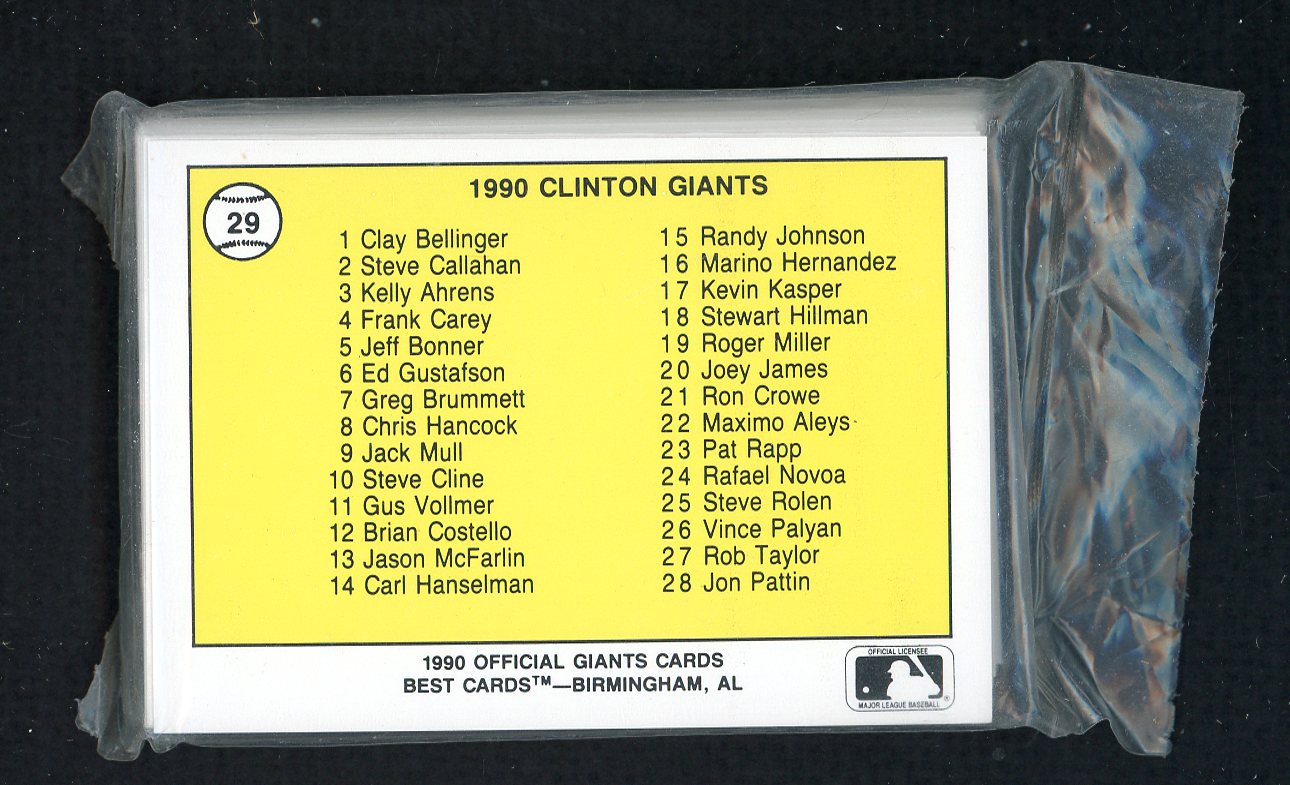 1990 CLINTON GIANTS
29
1 Clay Bellinger
2 Steve Callahan
3 Kelly Ahrens
4 Frank Carey
5 Jeff Bonner
6 Ed Gustafson
7 Greg Brummett
8 Chris Hancock
9 Jack Mull
10 Steve Cline
11 Gus Vollmer
12 Brian Costello
13 Jason McFarlin
14 Carl Hanselman
15 Randy Johnson
16 Marino Hernandez
17 Kevin Kasper
18 Stewart Hillman
19 Roger Miller
20 Joey James
21 Ron Crowe
22 Maximo Aleys
23 Pat Rapp
24 Rafael Novoa
25 Steve Rolen
26 Vince Palyan
27 Rob Taylor
28 Jon Pattin
1990 OFFICIAL GIANTS CARDS
BEST CARDS™—BIRMINGHAM, AL
OFFICIAL LICENSEE
MAJOR LEAGUE BASEBALL
®